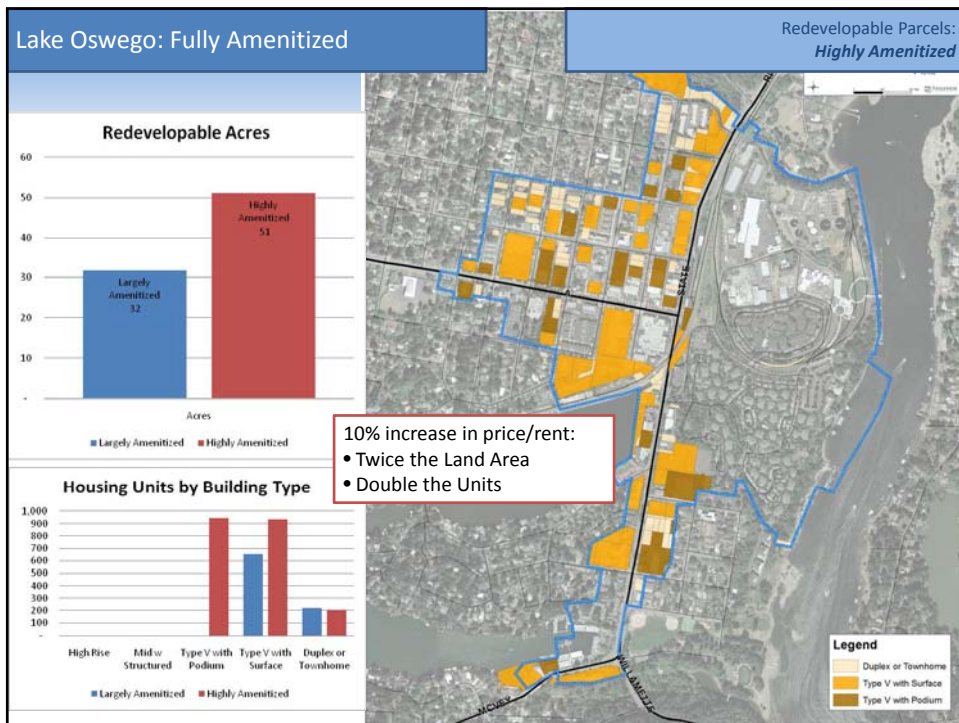 Lake Oswego: Fully Amenitized
Redevelopable Parcels:
Highly Amenitized
Redevelopable Acres
60
50
40
30
20
10
-
Largely
Amenitized
32
Highly
Amenitized
51
Acres
Largely Amenitized
Highly Amenitized
10% increase in price/rent:
• Twice the Land Area
• Double the Units
Housing Units by Building Type
1,000
900
800
700
600
500
400
300
200
100
-
High Rise
Mid w
Structured
Type V with
Podium
Type V with
Surface
Duplex or
Townhome
Largely Amenitized
Highly Amenitized
A
STATE
MCVEY
WILLAMETTE
Legend
Duplex or Townhome
Type V with Surface
Type V with Podium